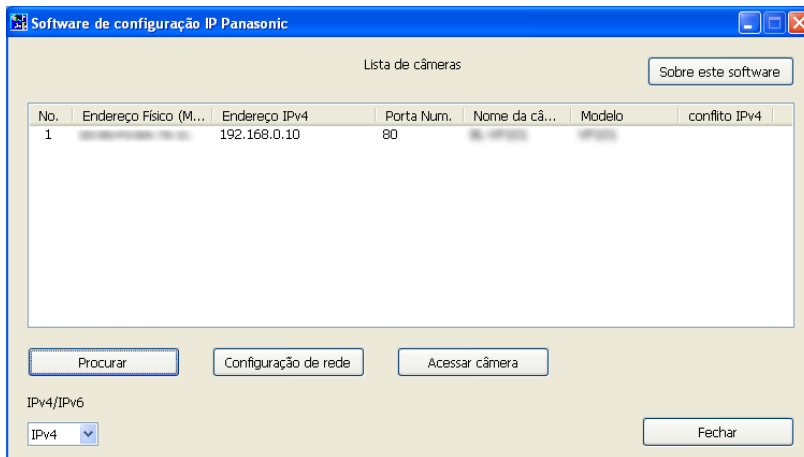 Software de configuração IP Panasonic
Lista de câmeras
Sobre este software
No. Endereço Físico (M... Endereço IPv4 Porta Num. Nome da câ... Modelo conflito IPv4
1 192.168.0.10 80
Procurar Configuração de rede Acessar câmera
IPv4/IPv6
IPv4
Fechar